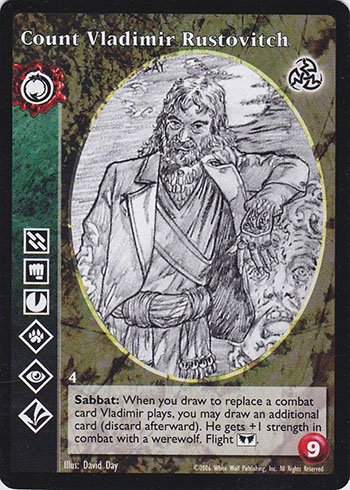 Count Vladimir Rustovitch
4
Sabbat: When you draw to replace a combat
card Vladimir plays, you may draw an additional
card (discard afterward). He gets +1 strength in
combat with a werewolf. Flight
9
Illus: David Day
©2006 White Wolf Publishing, Inc. All Rights Reserved.